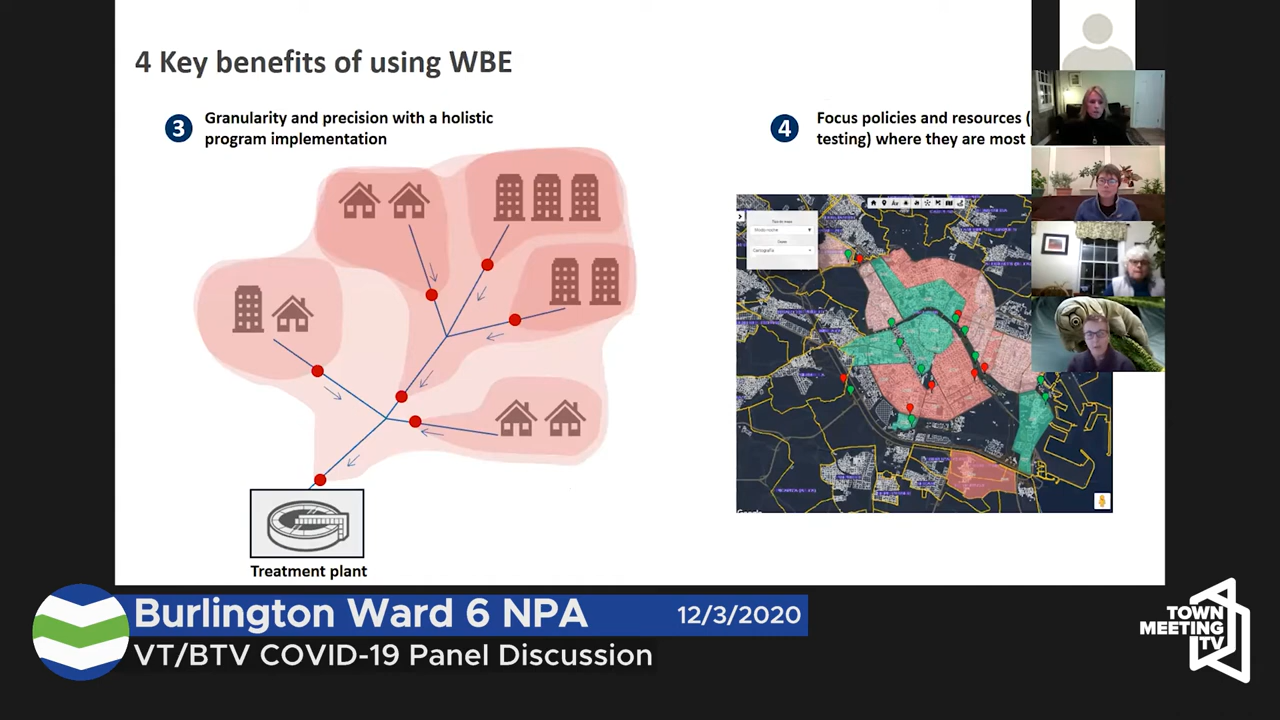 4 Key benefits of using WBE
3
Granularity and precision with a holistic
program implementation
4
Focus policies and resources (
testing) where they are most
Treatment plant
Burlington Ward 6 NPA
12/3/2020
VT/BTV COVID-19 Panel Discussion
TOWN
MEETING
TV